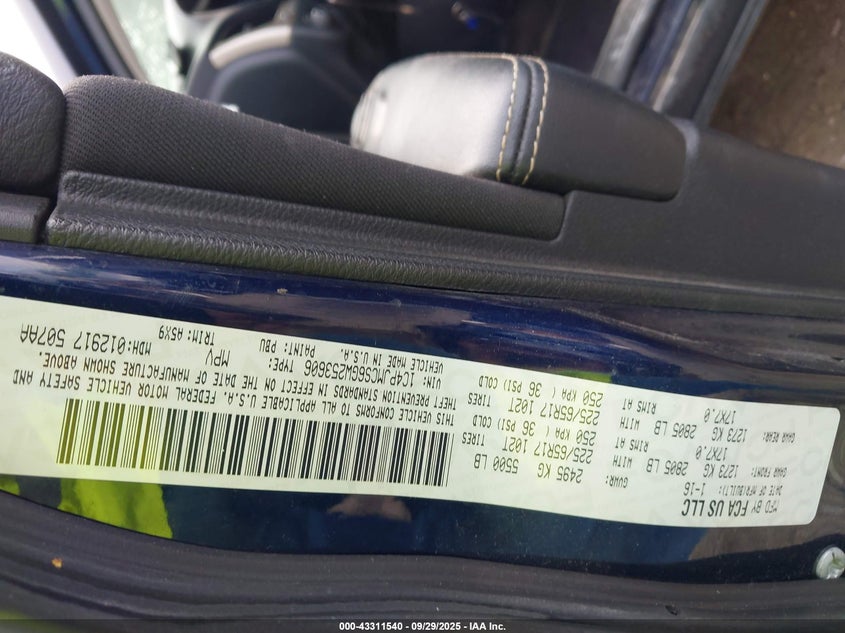 MFD BY FCA US LLC
DATE OF MFR(BUILT): 1-16
GVWR: 2495 KG 5500 LB
GAWR FRONT: 1273 KG 2805 LB WITH TIRES 225/65R17 102T
RIMS AT 17X7.0 250 KPA ( 36 PSI) COLD
GAWR REAR: 1273 KG 2806 LB WITH TIRES 225/65R17 102T
RIMS AT 17X7.0 250 KPA ( 36 PSI) COLD
THIS VEHICLE CONFORMS TO ALL APPLICABLE U.S.A. FEDERAL MOTOR VEHICLE SAFETY AND
THEFT PREVENTION STANDARDS IN EFFECT ON THE DATE OF MANUFACTURE SHOWN ABOVE.
VIN: 1C4PJMCS6GW253606 TYPE: MPV MDH:012917 507AA
VEHICLE MADE IN U.S.A. PAINT: PBU TRIM: A5X9
000-43311540 - 09/29/2025 - IAA Inc.